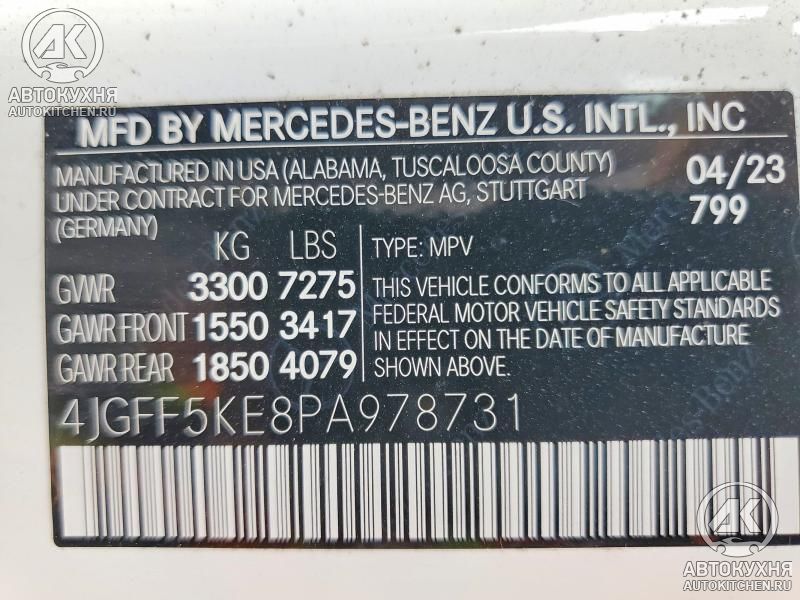 АК
АВТОКУХНЯ
AUTOKITCHEN.RU
MFD BY MERCEDES-BENZ U.S. INTL., INC
MANUFACTURED IN USA (ALABAMA, TUSCALOOSA COUNTY)
UNDER CONTRACT FOR MERCEDES-BENZ AG, STUTTGART
(GERMANY)
04/23
799
KG LBS
GVWR 3300 7275
GAWR FRONT 1550 3417
GAWR REAR 1850 4079
TYPE: MPV
THIS VEHICLE CONFORMS TO ALL APPLICABLE
FEDERAL MOTOR VEHICLE SAFETY STANDARDS
IN EFFECT ON THE DATE OF MANUFACTURE
SHOWN ABOVE.
4JGFF5KE8PA978731
АК
АВТОКУХНЯ
AUTOKITCHEN.RU